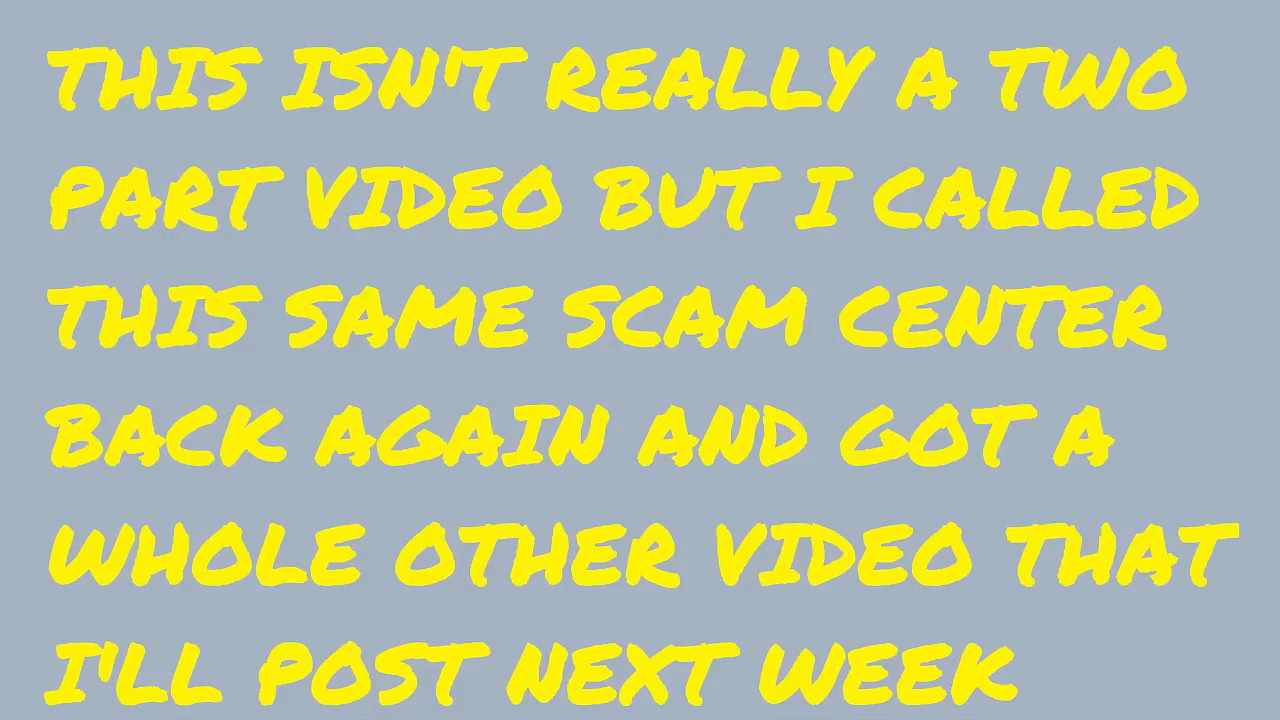 THIS ISN'T REALLY A TWO
PART VIDEO BUT I CALLED
THIS SAME SCAM CENTER
BACK AGAIN AND GOT A
WHOLE OTHER VIDEO THAT
I'LL POST NEXT WEEK